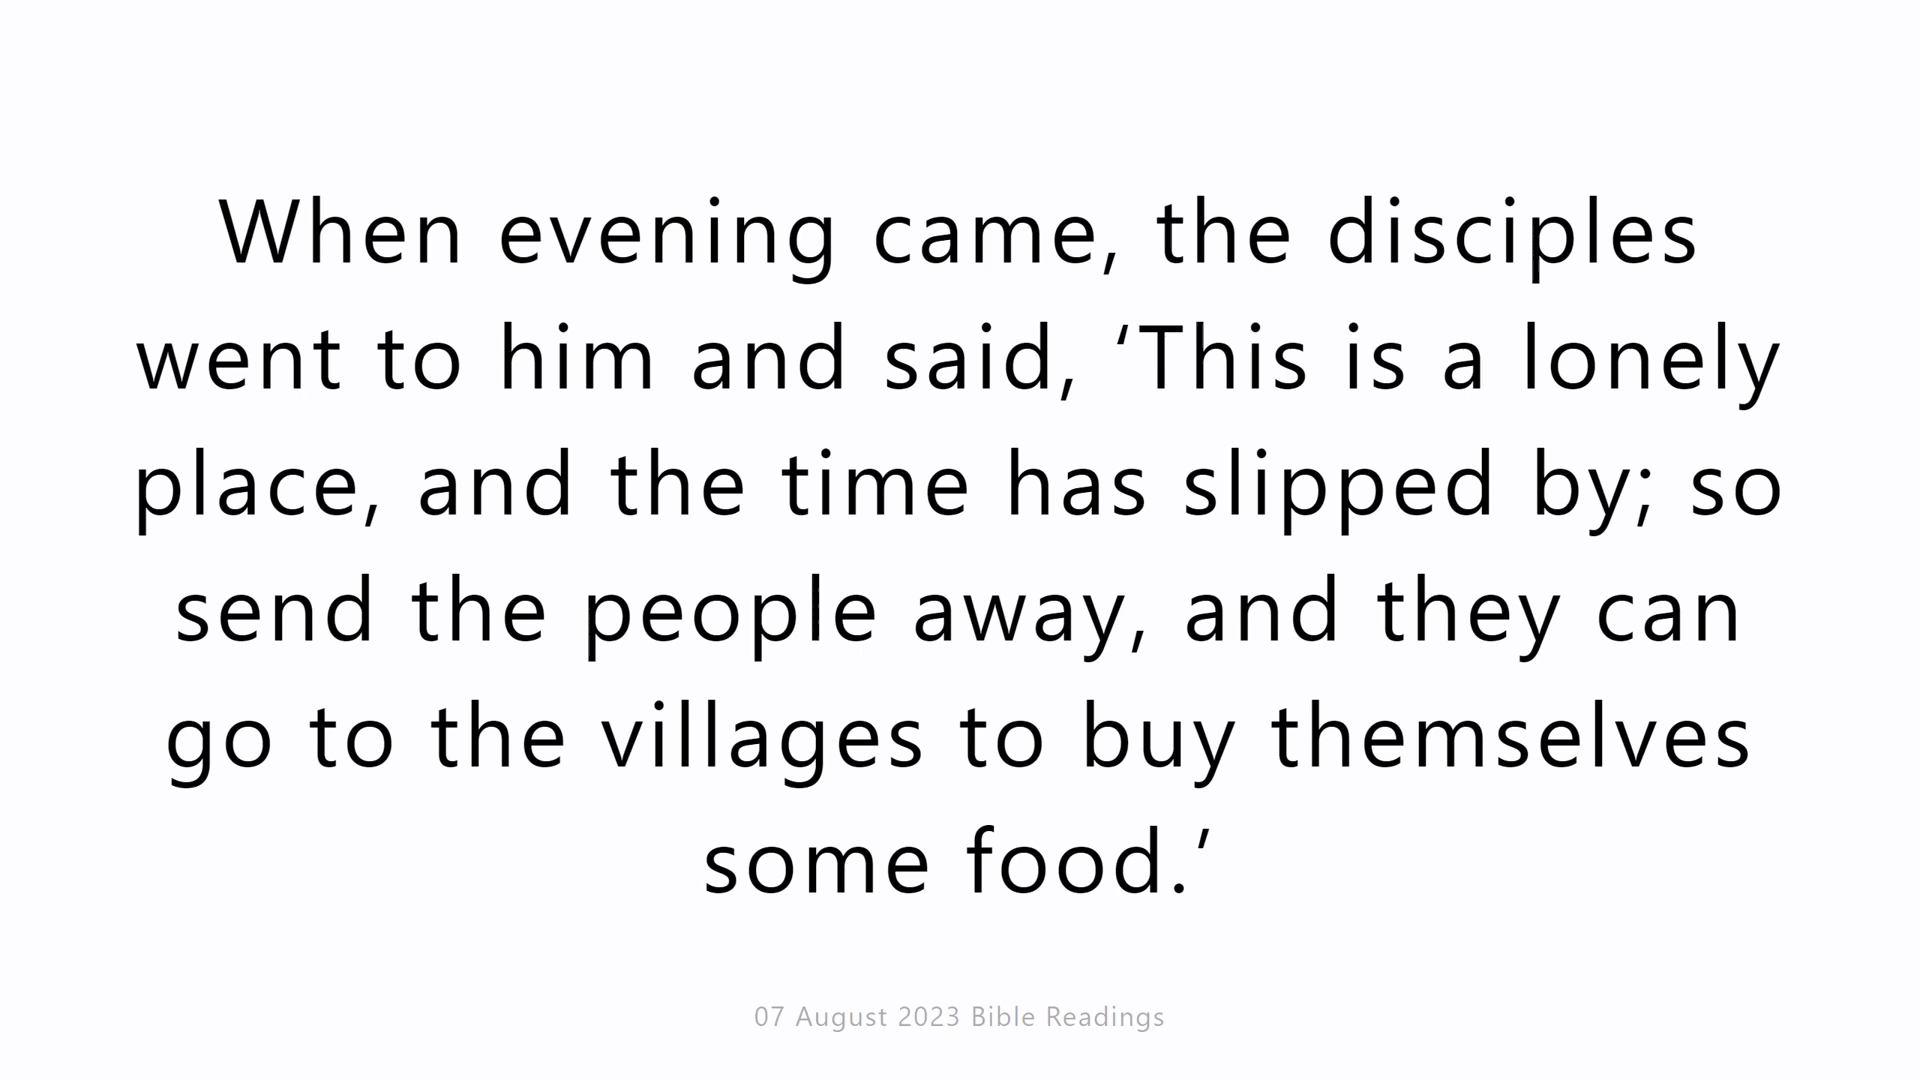 When evening came, the disciples
went to him and said, ‘This is a lonely
place, and the time has slipped by; so
send the people away, and they can
go to the villages to buy themselves
some food.’
07 August 2023 Bible Readings